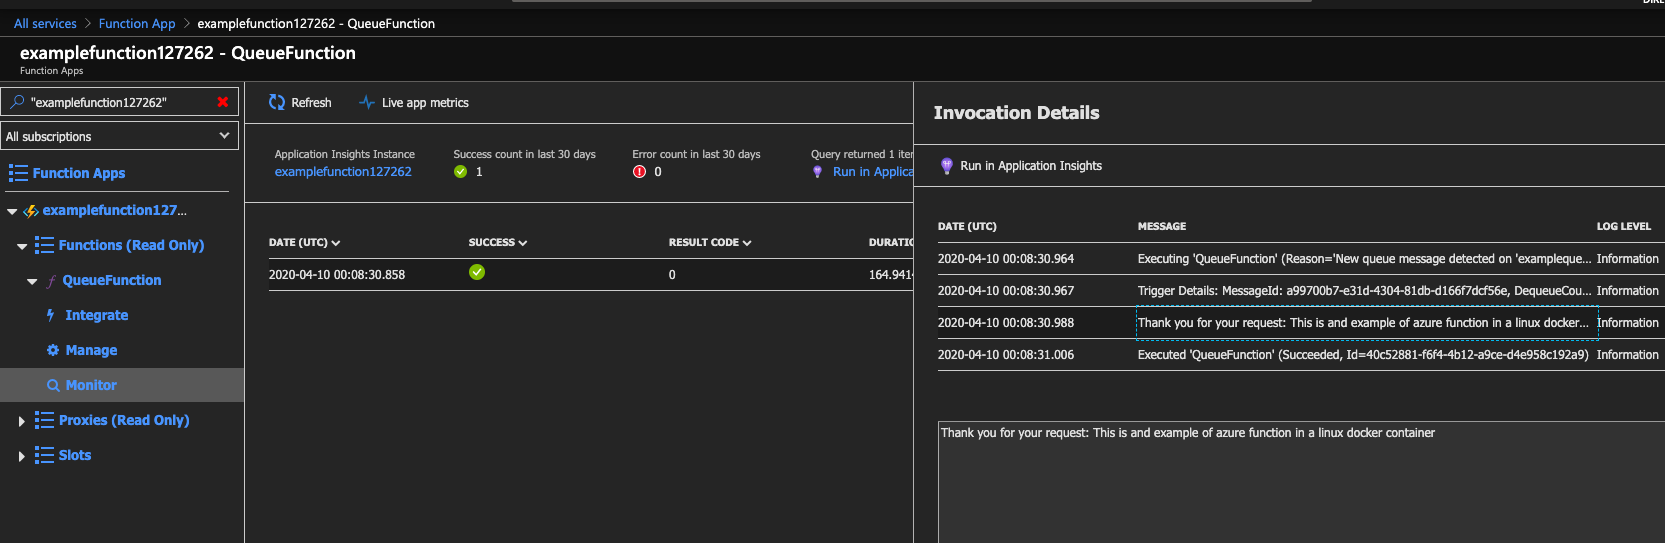 DIRE
All services > Function App > examplefunction127262 - QueueFunction
examplefunction127262 - QueueFunction
Function Apps
"examplefunction127262"
All subscriptions
Function Apps
examplefunction127...
Functions (Read Only)
QueueFunction
Integrate
Manage
Monitor
Proxies (Read Only)
Slots
Refresh Live app metrics
Application Insights Instance Success count in last 30 days Error count in last 30 days Query returned 1 iter
examplefunction127262 1 0 Run in Applica
DATE (UTC) SUCCESS RESULT CODE DURATIO
2020-04-10 00:08:30.858 0 164.941
Invocation Details
Run in Application Insights
DATE (UTC) MESSAGE LOG LEVEL
2020-04-10 00:08:30.964 Executing 'QueueFunction' (Reason='New queue message detected on 'exampleque... Information
2020-04-10 00:08:30.967 Trigger Details: MessageId: a99700b7-e31d-4304-81db-d166f7dcf56e, DequeueCou... Information
2020-04-10 00:08:30.988 Thank you for your request: This is and example of azure function in a linux docker... Information
2020-04-10 00:08:31.006 Executed 'QueueFunction' (Succeeded, Id=40c52881-f6f4-4b12-a9ce-d4e958c192a9) Information
Thank you for your request: This is and example of azure function in a linux docker container